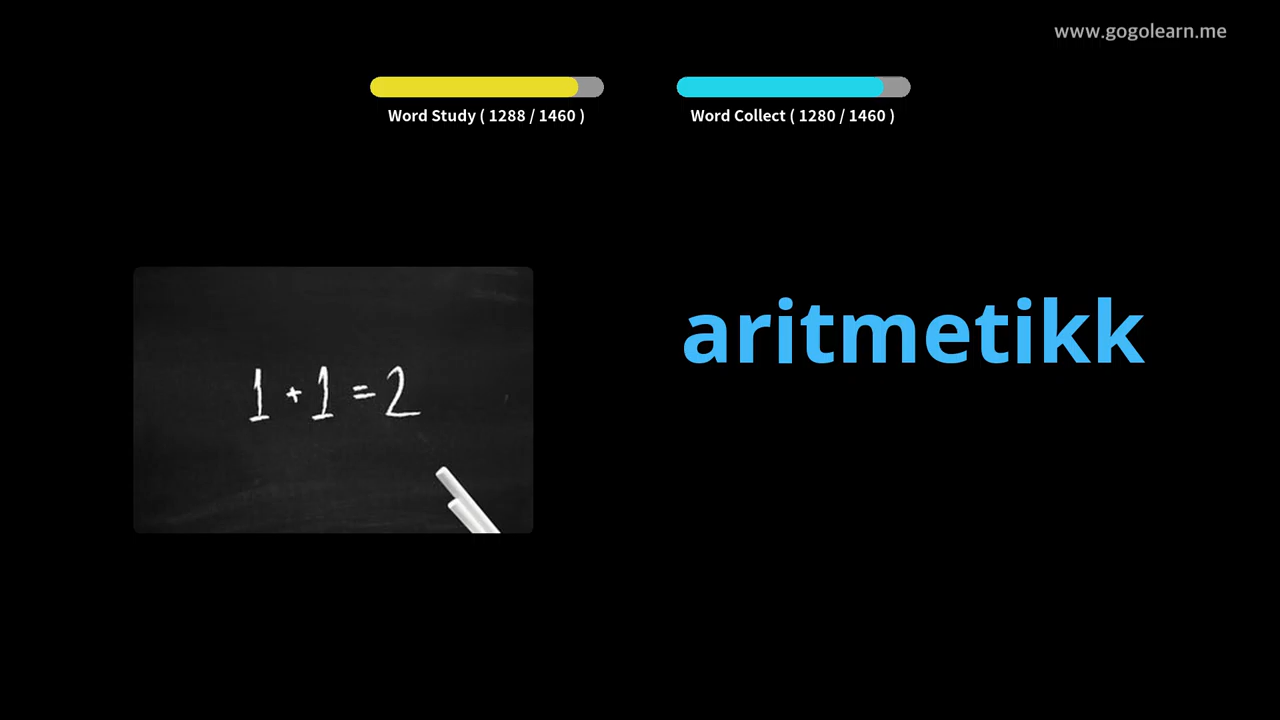 www.gogolearn.me
Word Study ( 1288 / 1460 )
Word Collect ( 1280 / 1460 )
aritmetikk
1 + 1 = 2